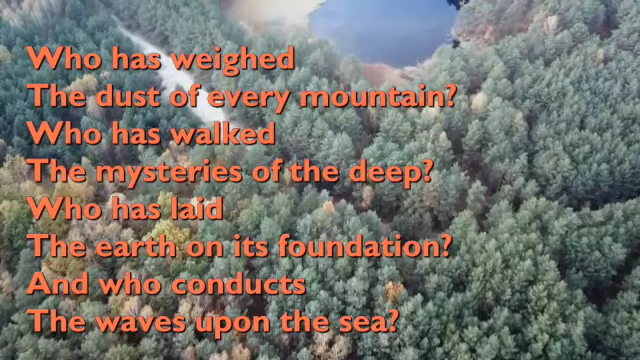 Who has weighed
The dust of every mountain?
Who has walked
The mysteries of the deep?
Who has laid
The earth on its foundation?
And who conducts
The waves upon the sea?